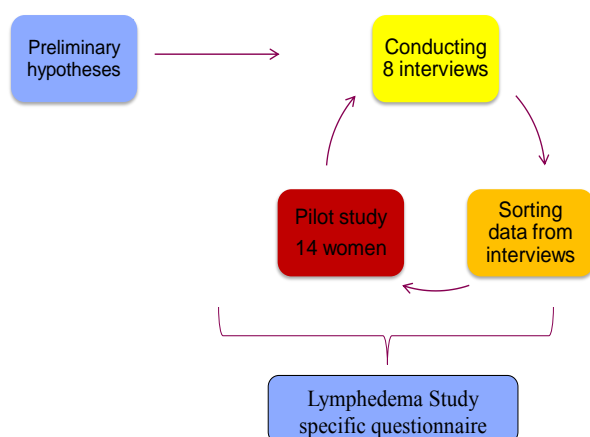 Preliminary
hypotheses
Conducting
8 interviews
Pilot study
14 women
Sorting
data from
interviews
Lymphedema Study
specific questionnaire